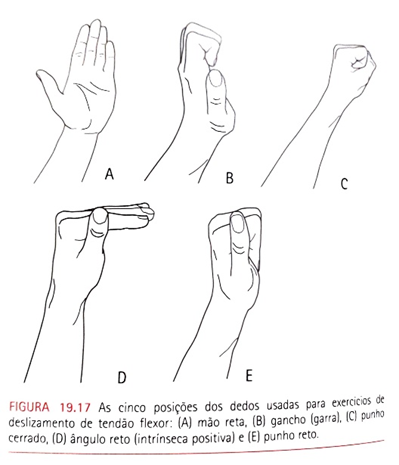 A
B
C
D
E
FIGURA 19.17 As cinco posições dos dedos usadas para exercícios de
deslizamento de tendão flexor: (A) mão reta, (B) gancho (garra), (C) punho
cerrado, (D) ângulo reto (intrínseca positiva) e (E) punho reto.